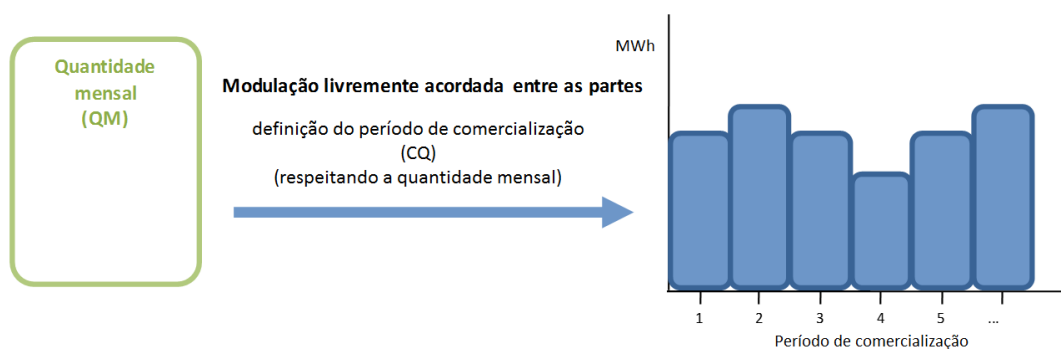 Quantidade
mensal
(QM)
Modulação livremente acordada entre as partes
definição do período de comercialização
(CQ)
(respeitando a quantidade mensal)
MWh
1 2 3 4 5 ...
Período de comercialização